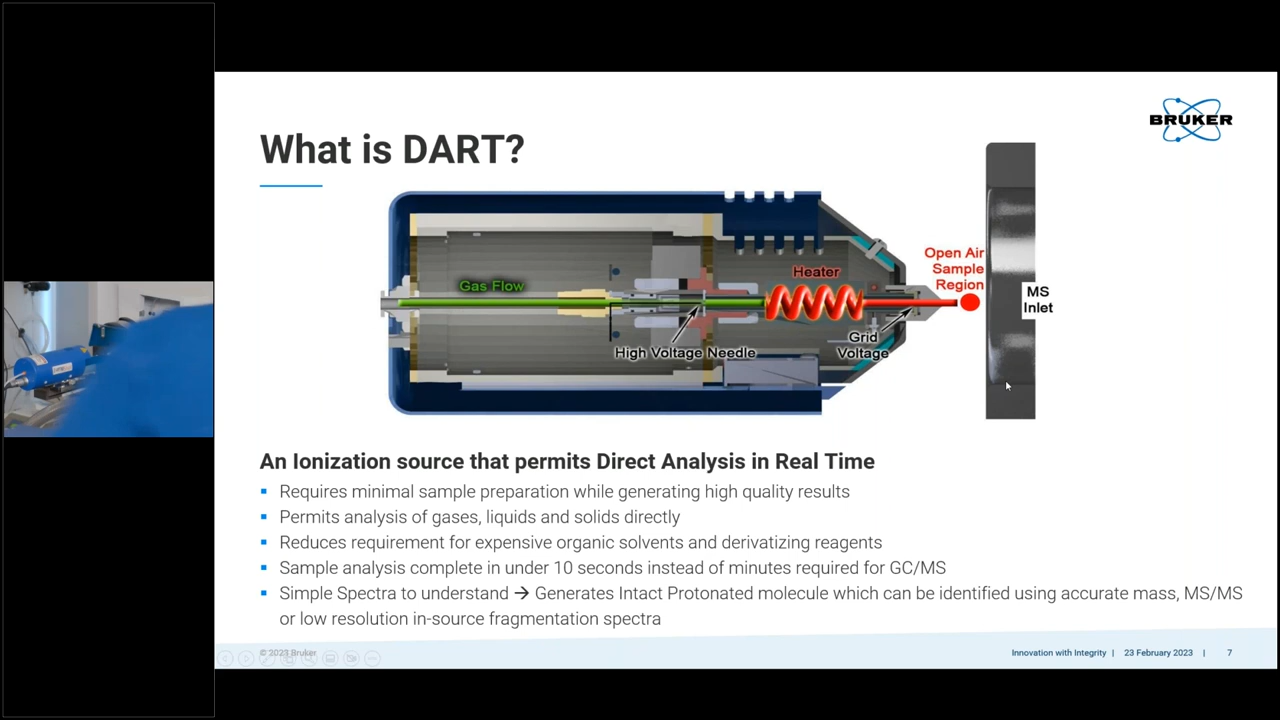 BRUKER
What is DART?
Gas Flow
Heater
Open Air
Sample
Region
MS
Inlet
High Voltage Needle
Grid
Voltage
An Ionization source that permits Direct Analysis in Real Time
Requires minimal sample preparation while generating high quality results
Permits analysis of gases, liquids and solids directly
Reduces requirement for expensive organic solvents and derivatizing reagents
Sample analysis complete in under 10 seconds instead of minutes required for GC/MS
Simple Spectra to understand → Generates Intact Protonated molecule which can be identified using accurate mass, MS/MS
or low resolution in-source fragmentation spectra
© 2023 Bruker
Innovation with Integrity | 23 February 2023 | 7